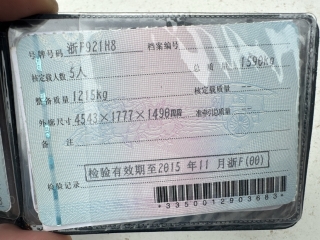 号牌号码 浙F921H8 档案编号
核定载人数 5人 总质量 1590kg
整备质量 1215kg 核定载质量 --
外廓尺寸 4543×1777×1490mm 准牵引总质量 --
备注
检验有效期至2015年11月浙F(00)
检验记录
*3350012903683*